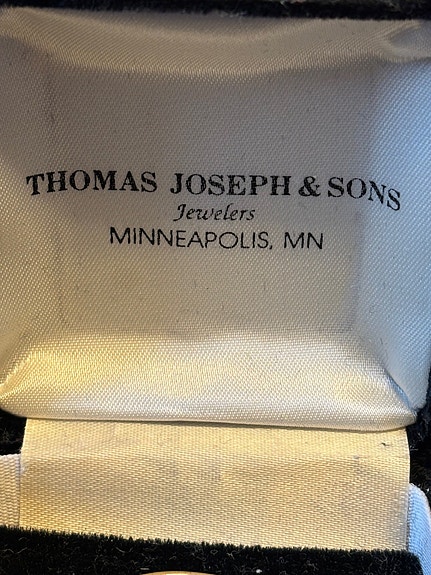 THOMAS JOSEPH & SONS
Jewelers
MINNEAPOLIS, MN